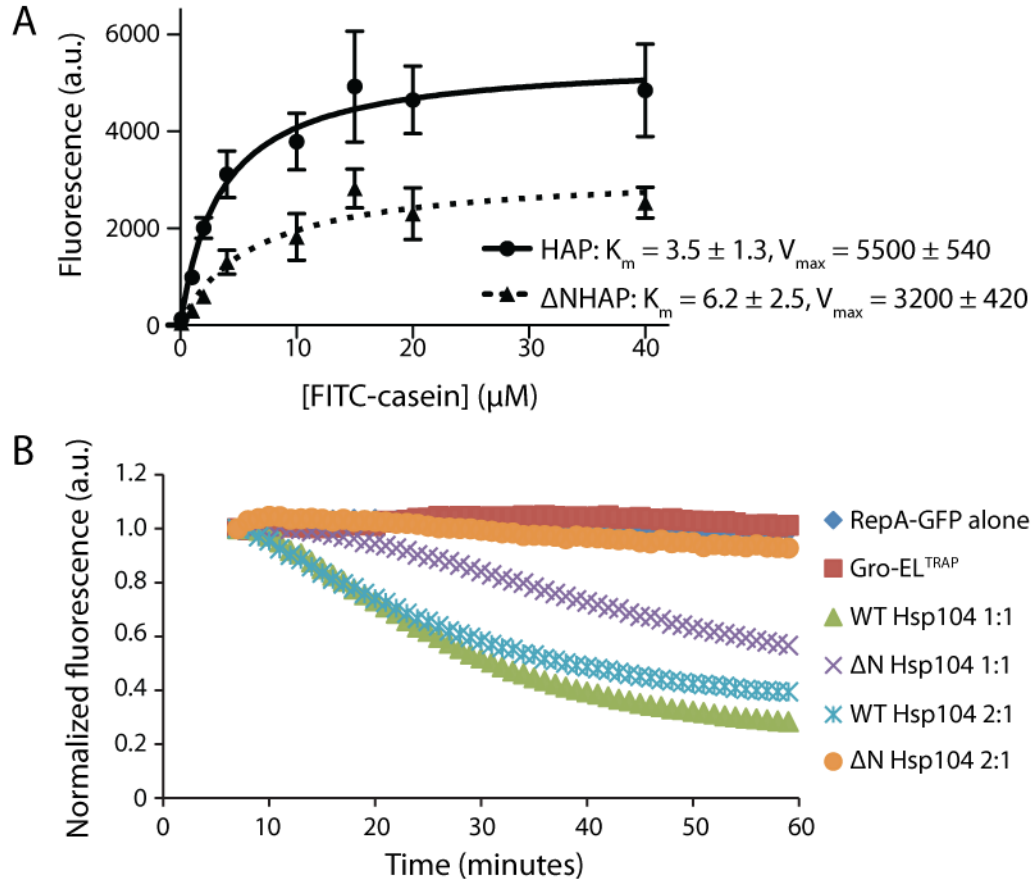 A
Fluorescence (a.u.)
6000
4000
2000
0
HAP: Km = 3.5 ± 1.3, Vmax = 5500 ± 540
ΔNHAP: Km = 6.2 ± 2.5, Vmax = 3200 ± 420
0 10 20 30 40
[FITC-casein] (μM)
B
Normalized fluorescence (a.u.)
1.2
1.0
0.8
0.6
0.4
0.2
0
0 10 20 30 40 50 60
Time (minutes)
RepA-GFP alone
Gro-ELTRAP
WT Hsp104 1:1
ΔN Hsp104 1:1
WT Hsp104 2:1
ΔN Hsp104 2:1